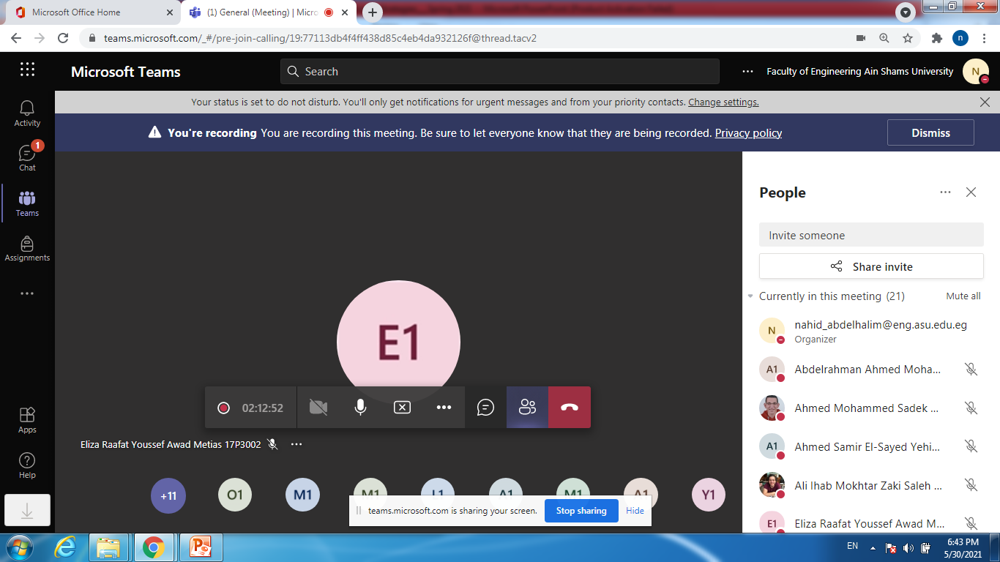 Microsoft Office Home
(1) General (Meeting) | Micro
n
teams.microsoft.com/_#/pre-join-calling/19:77113db4f4ff438d85c4eb4da932126f@thread.tacv2
Microsoft Teams
Search
Faculty of Engineering Ain Shams University
N
Your status is set to do not disturb. You'll only get notifications for urgent messages and from your priority contacts. Change settings.
You're recording You are recording this meeting. Be sure to let everyone know that they are being recorded. Privacy policy
Dismiss
Activity
1
Chat
Teams
Assignments
Apps
Help
E1
02:12:52
Eliza Raafat Youssef Awad Metias 17P3002
+11
O1
M1
M1
L1
A1
M1
A1
Y1
teams.microsoft.com is sharing your screen.
Stop sharing
Hide
People
Invite someone
Share invite
Currently in this meeting (21)
Mute all
N
nahid_abdelhalim@eng.asu.edu.eg
Organizer
A1
Abdelrahman Ahmed Moha...
Ahmed Mohammed Sadek ...
A1
Ahmed Samir El-Sayed Yehi...
Ali Ihab Mokhtar Zaki Saleh ...
E1
Eliza Raafat Youssef Awad M...
EN
6:43 PM
5/30/2021